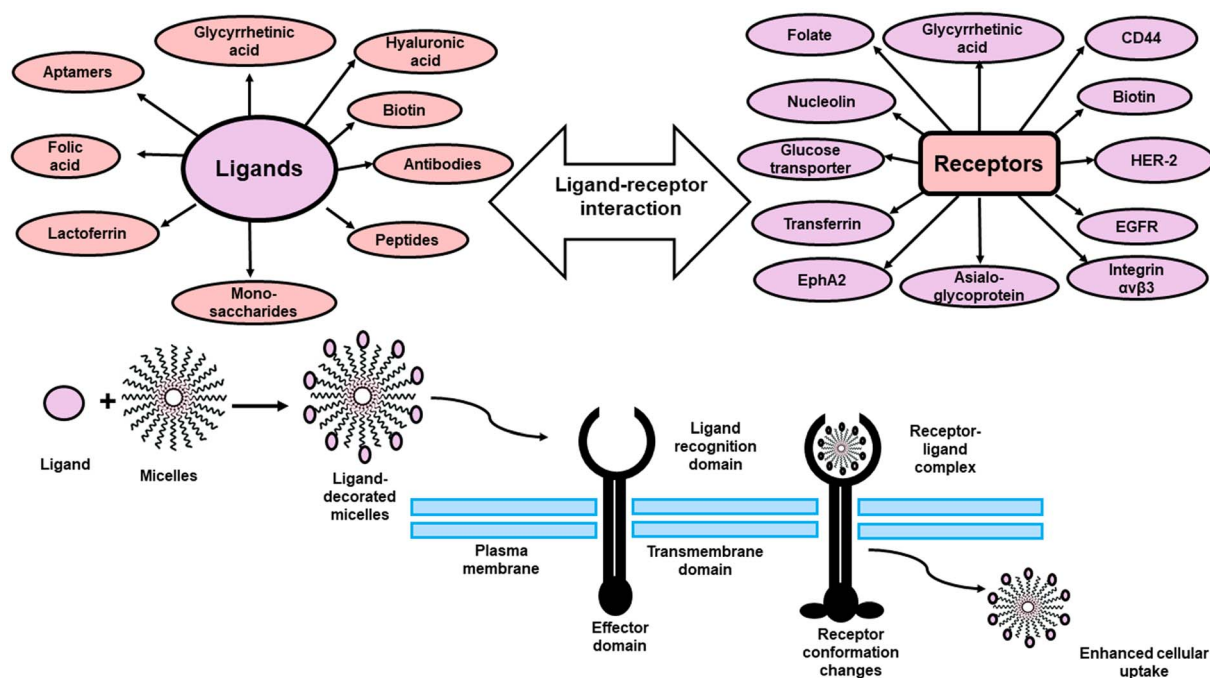 Glycyrrhetinic
acid
Hyaluronic
acid
Aptamers
Biotin
Folic
acid
Ligands
Antibodies
Lactoferrin
Peptides
Mono-
saccharides
Ligand-receptor
interaction
Folate
Glycyrrhetinic
acid
CD44
Nucleolin
Biotin
Glucose
transporter
Receptors
HER-2
Transferrin
EGFR
EphA2
Asialo-
glycoprotein
Integrin
αvβ3
+
Ligand
Micelles
Ligand-
decorated
micelles
Ligand
recognition
domain
Receptor-
ligand
complex
Plasma
membrane
Transmembrane
domain
Effector
domain
Receptor
conformation
changes
Enhanced cellular
uptake